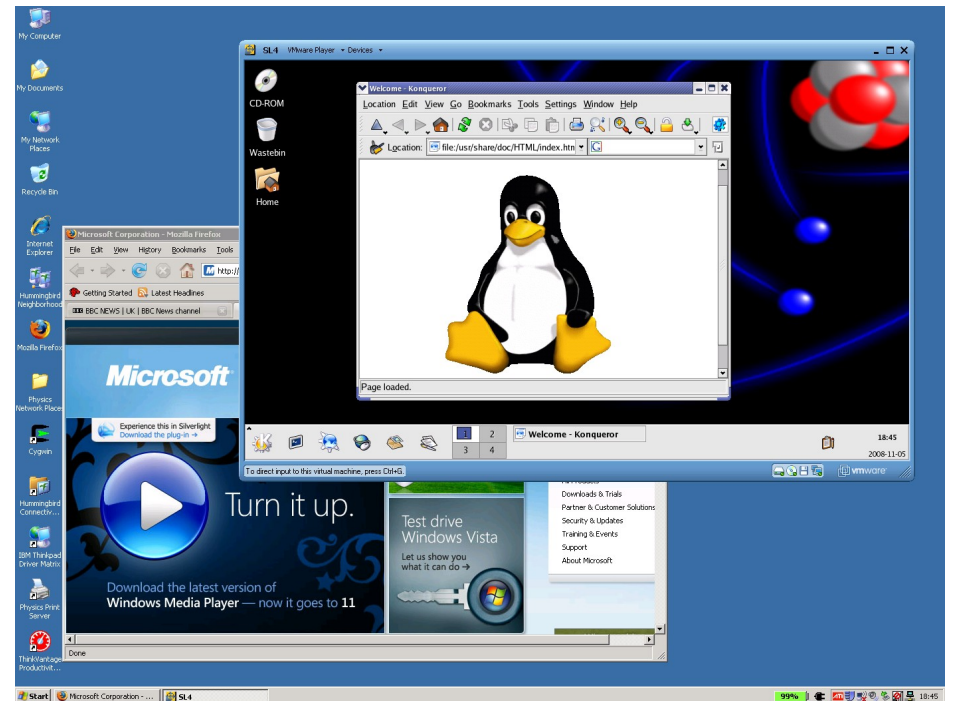 My Computer
My Documents
My Network
Places
Recycle Bin
Internet
Explorer
Hummingbird
Neighborhood
Mozilla Firefox
Physics
Network Place
Cygwin
Hummingbird
Connectiv...
IBM Thinkpad
Driver Matrix
Physics Print
Server
ThinkVantage
Productivit...
SL4 VMware Player Devices
CD-ROM
Wastebin
Home
Welcome - Konqueror
Location Edit View Go Bookmarks Tools Settings Window Help
Location: file:/usr/share/doc/HTML/index.htm
Page loaded.
1 2
3 4
Welcome - Konqueror
18:45
2008-11-05
To direct input to this virtual machine, press Ctrl+G.
vmware
Microsoft Corporation - Mozilla Firefox
File Edit View History Bookmarks Tools
http://
Getting Started Latest Headlines
BBC NEWS | UK | BBC News channel
Microsoft
Experience this in Silverlight
Download the plug-in →
Turn it up.
Download the latest version of
Windows Media Player — now it goes to 11
Test drive
Windows Vista
Let us show you
what it can do →
Downloads & Trials
Partner & Customer Solutions
Security & Updates
Training & Events
Support
About Microsoft
Done
Start
Microsoft Corporation - ...
SL4
99%
18:45